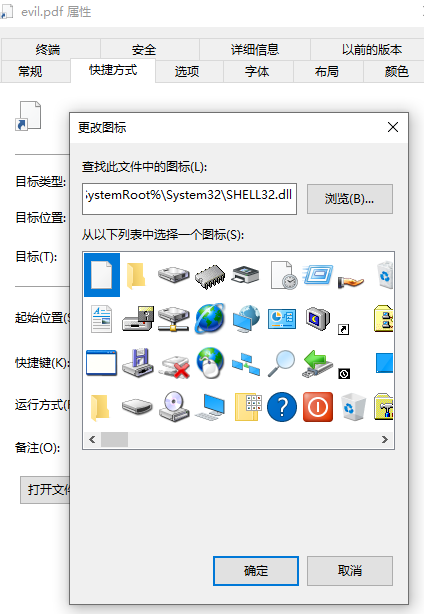 evil.pdf 属性
终端 安全 详细信息 以前的版本
常规 快捷方式 选项 字体 布局 颜色
更改图标
查找此文件中的图标(L):
目标类型:
SystemRoot%\System32\SHELL32.dll 浏览(B)...
目标位置:
从以下列表中选择一个图标(S):
目标(T):
起始位置(S
快捷键(K):
运行方式(R
备注(O):
打开文件
确定 取消